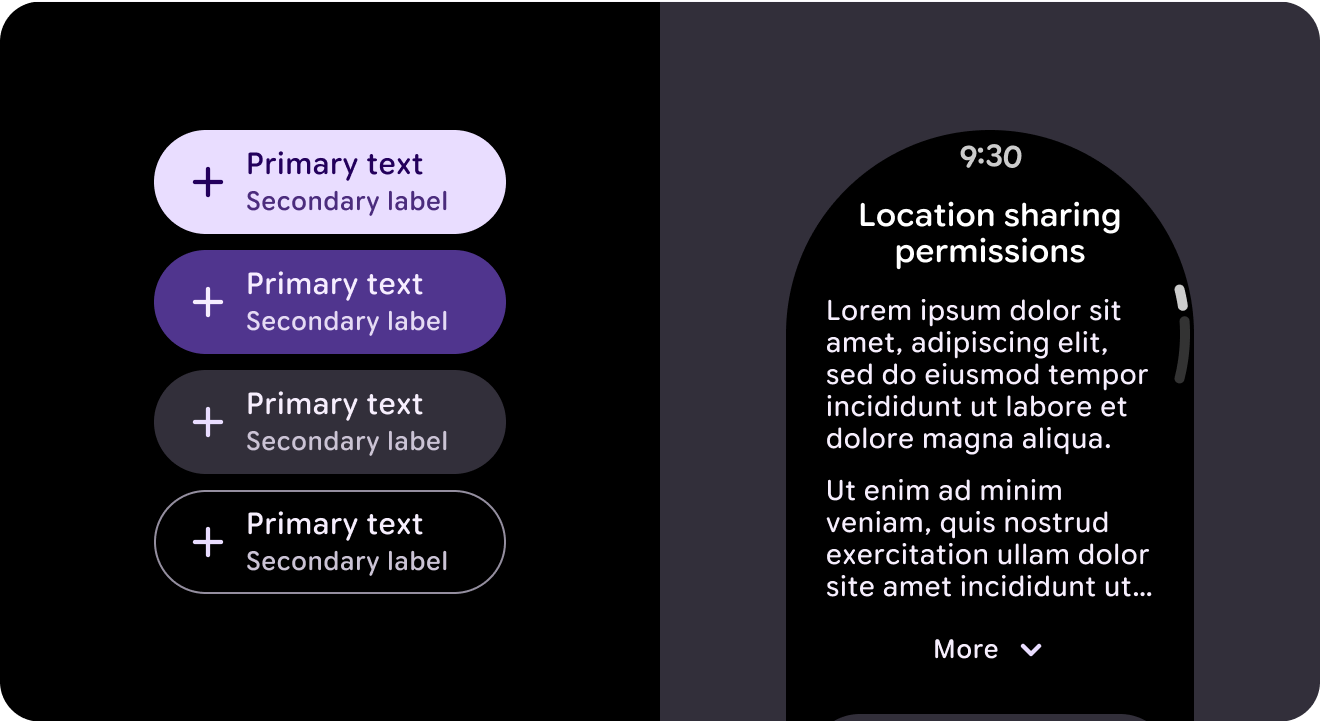 Primary text
Secondary label
Primary text
Secondary label
Primary text
Secondary label
Primary text
Secondary label
9:30
Location sharing
permissions
Lorem ipsum dolor sit
amet, adipiscing elit,
sed do eiusmod tempor
incididunt ut labore et
dolore magna aliqua.
Ut enim ad minim
veniam, quis nostrud
exercitation ullam dolor
site amet incididunt ut...
More